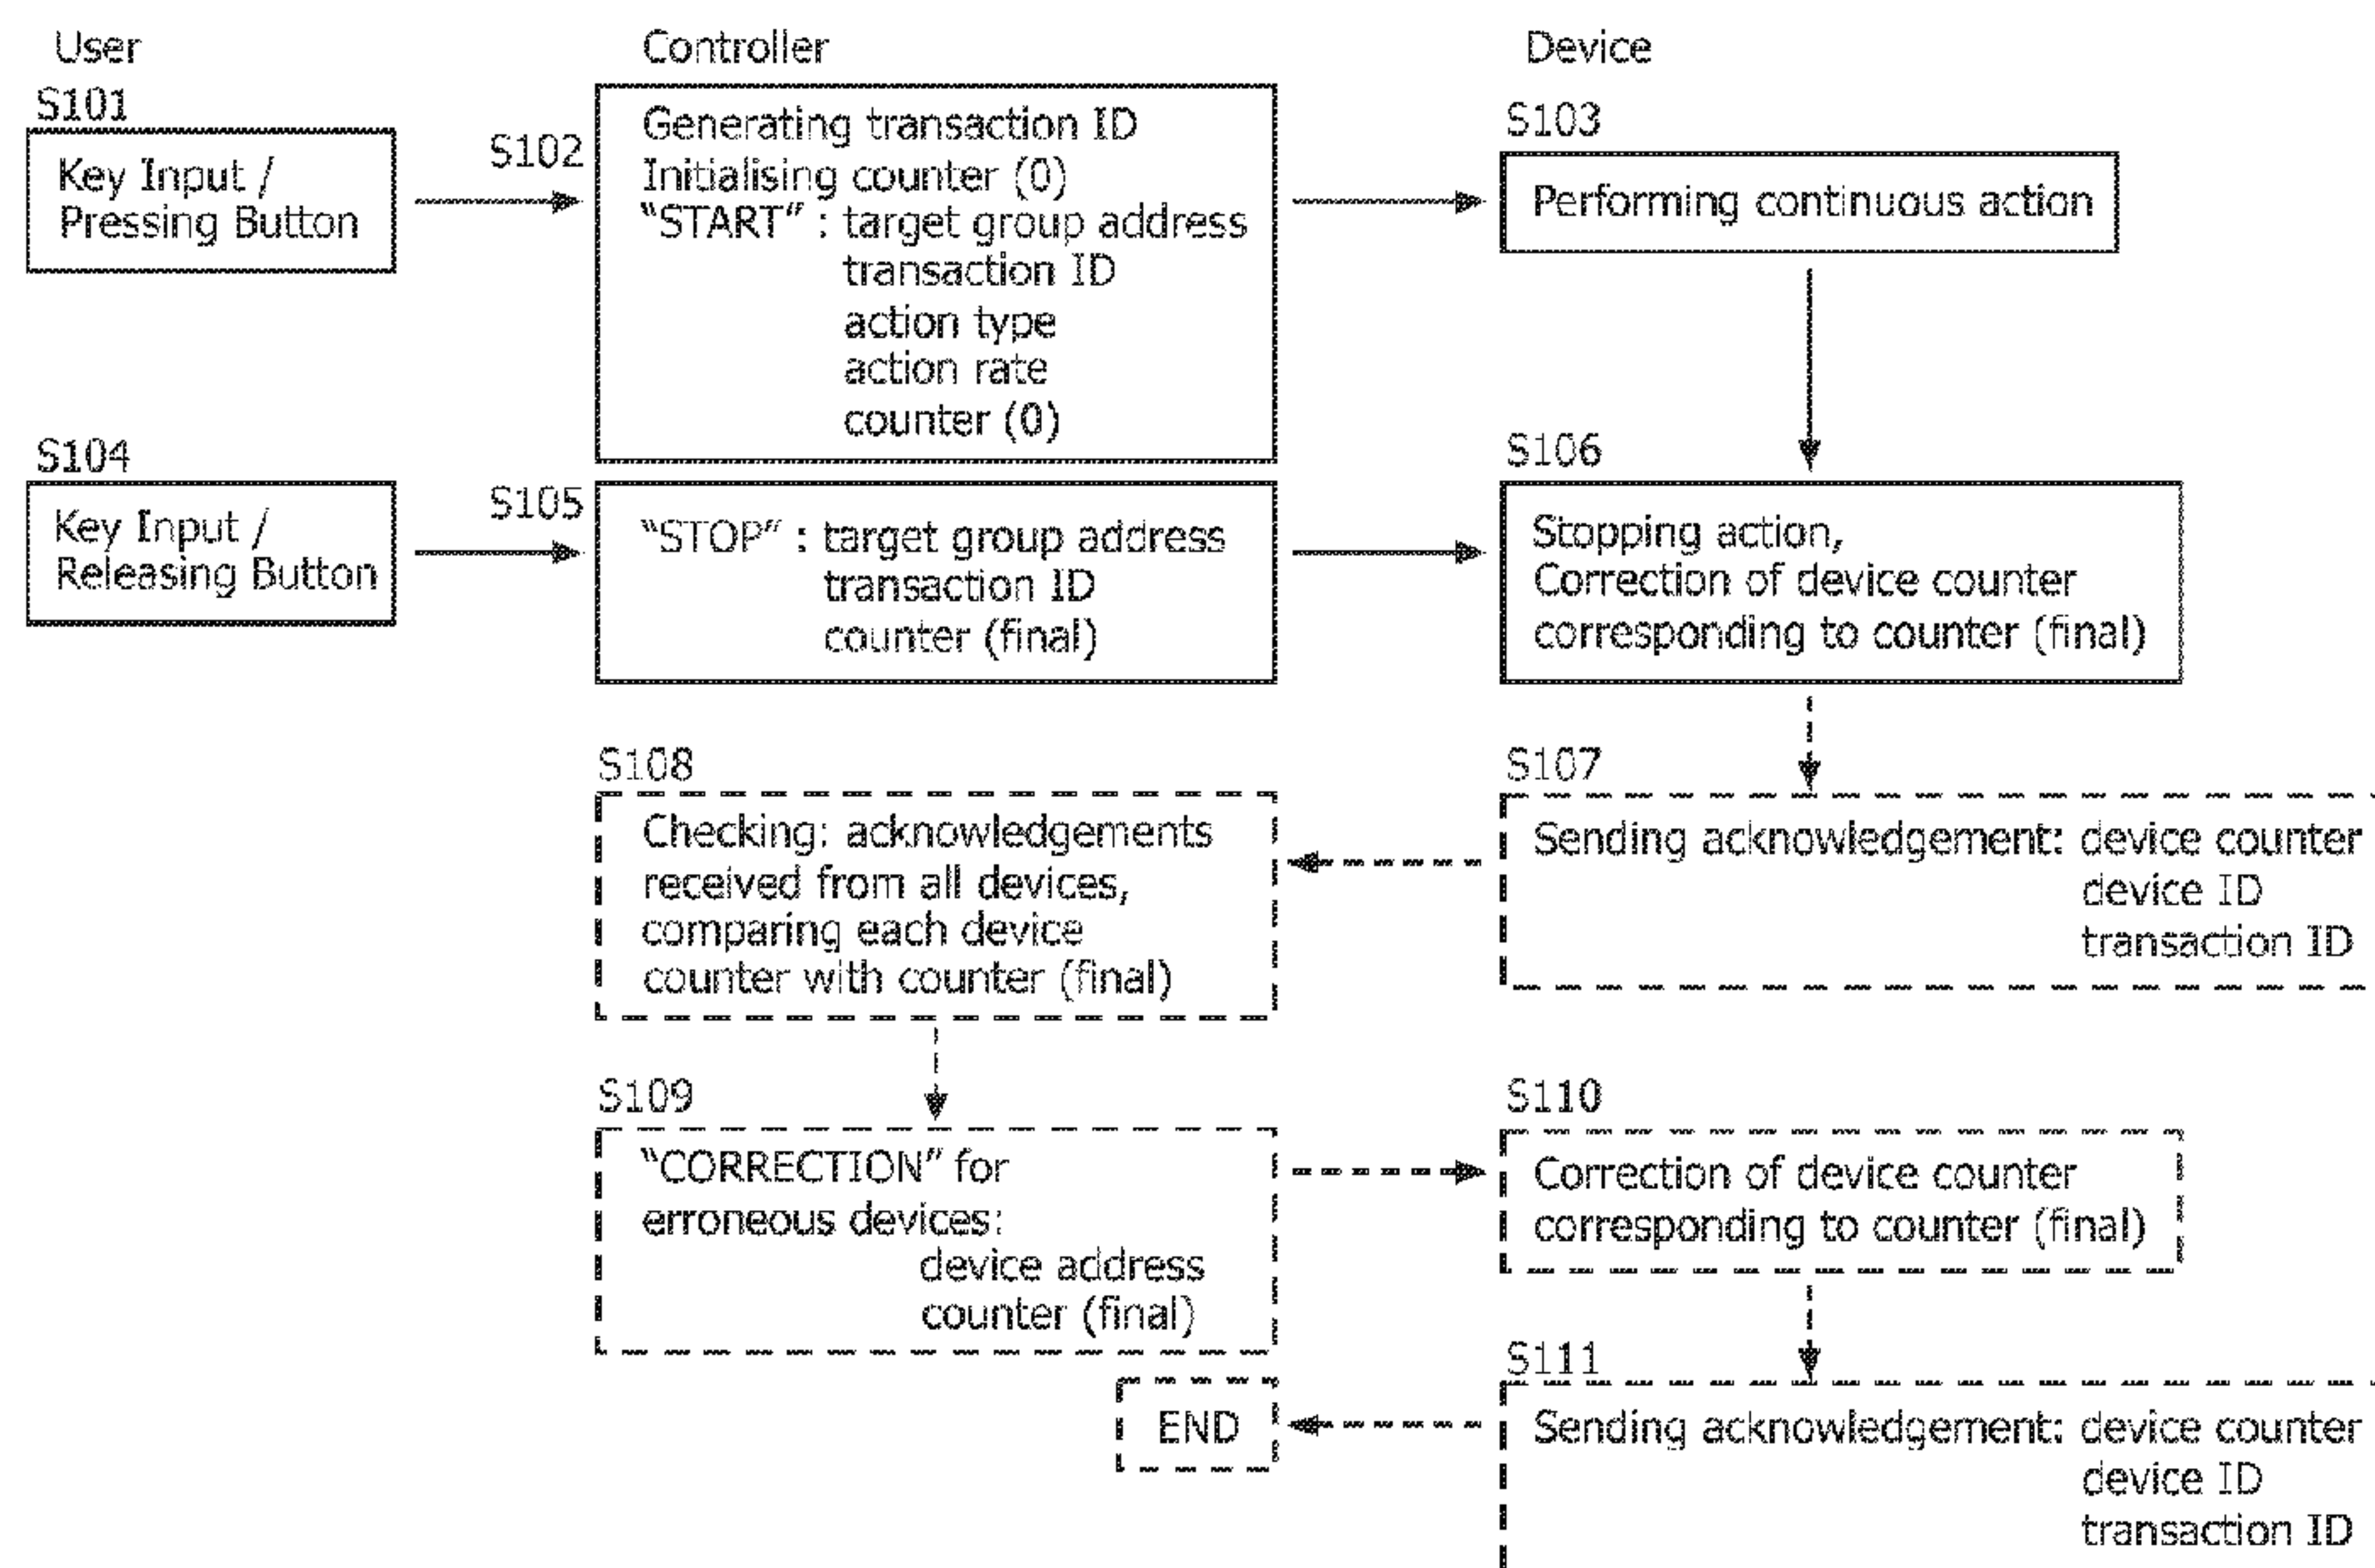 User
Controller
Device
S101
Key Input /
Pressing Button
S102
Generating transaction ID
Initialising counter (0)
"START" : target group address
transaction ID
action type
action rate
counter (0)
S103
Performing continuous action
S104
Key Input /
Releasing Button
S105
"STOP" : target group address
transaction ID
counter (final)
S106
Stopping action,
Correction of device counter
corresponding to counter (final)
S107
Sending acknowledgement: device counter
device ID
transaction ID
S108
Checking: acknowledgements
received from all devices,
comparing each device
counter with counter (final)
S109
"CORRECTION" for
erroneous devices:
device address
counter (final)
S110
Correction of device counter
corresponding to counter (final)
S111
Sending acknowledgement: device counter
device ID
transaction ID
END